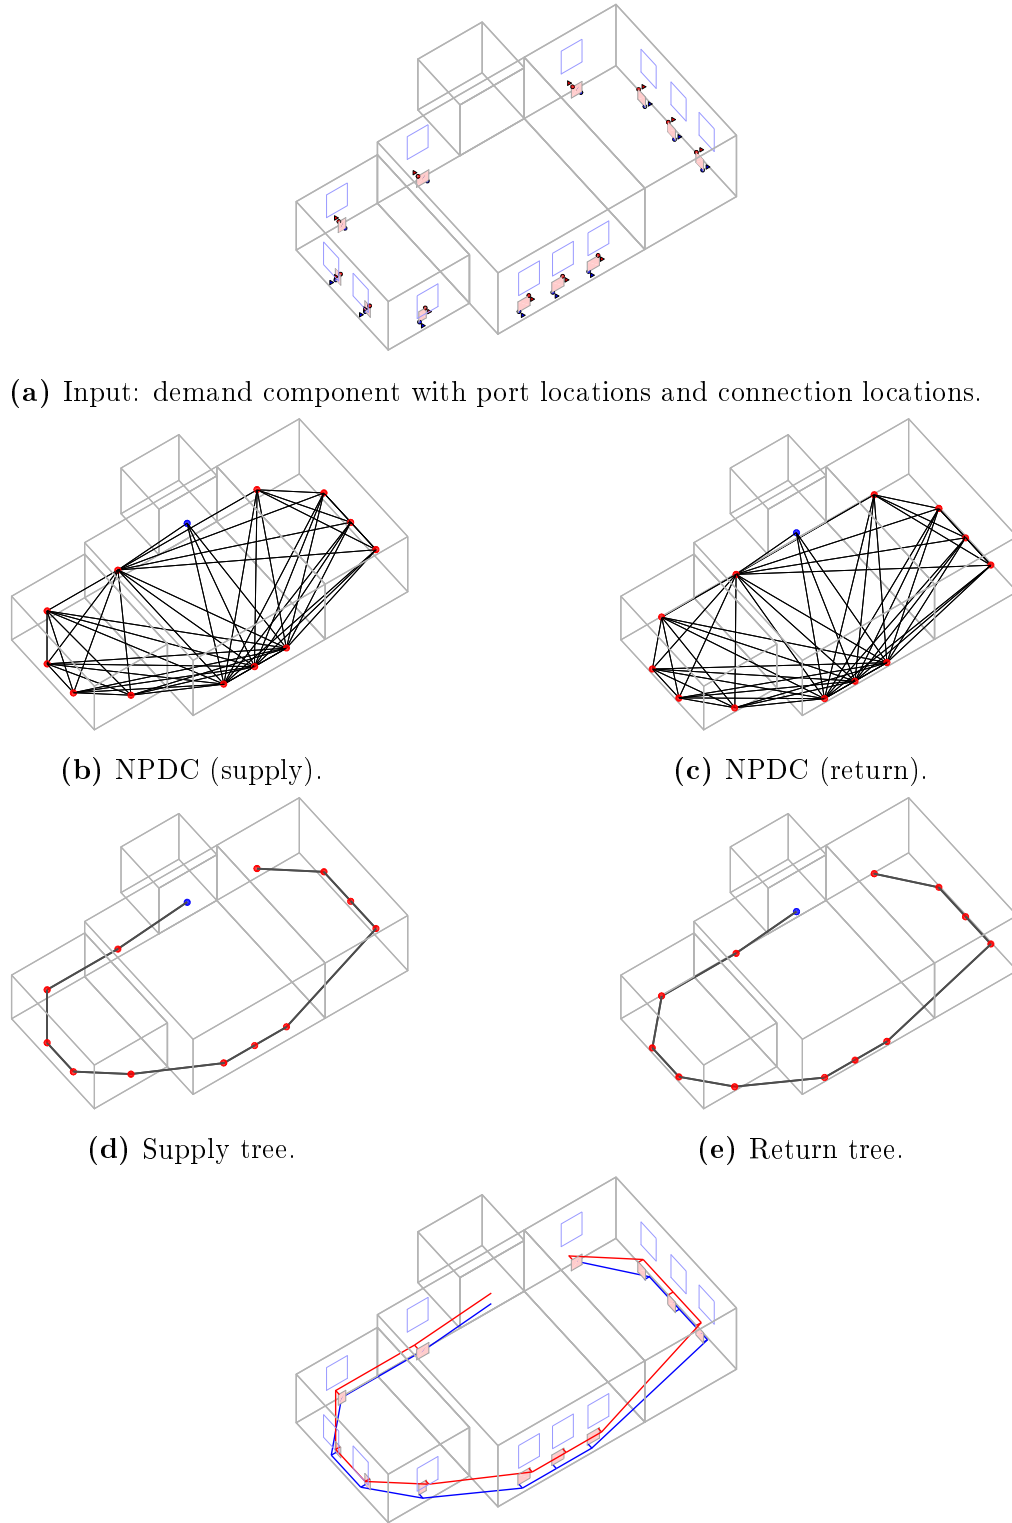 (a) Input: demand component with port locations and connection locations.
(b) NPDC (supply).
(c) NPDC (return).
(d) Supply tree.
(e) Return tree.